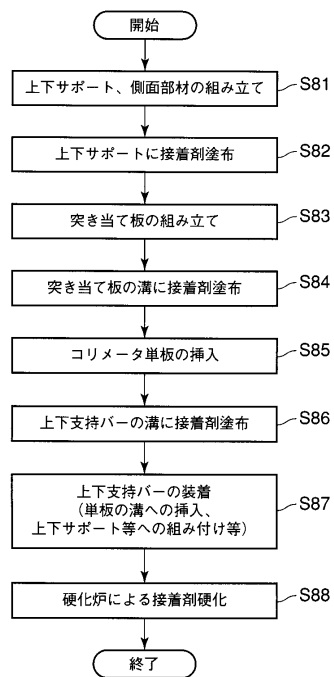 開始
上下サポート、側面部材の組み立て
S81
上下サポートに接着剤塗布
S82
突き当て板の組み立て
S83
突き当て板の溝に接着剤塗布
S84
コリメータ単板の挿入
S85
上下支持バーの溝に接着剤塗布
S86
上下支持バーの装着
(単板の溝への挿入、
上下サポート等への組み付け等)
S87
硬化炉による接着剤硬化
S88
終了